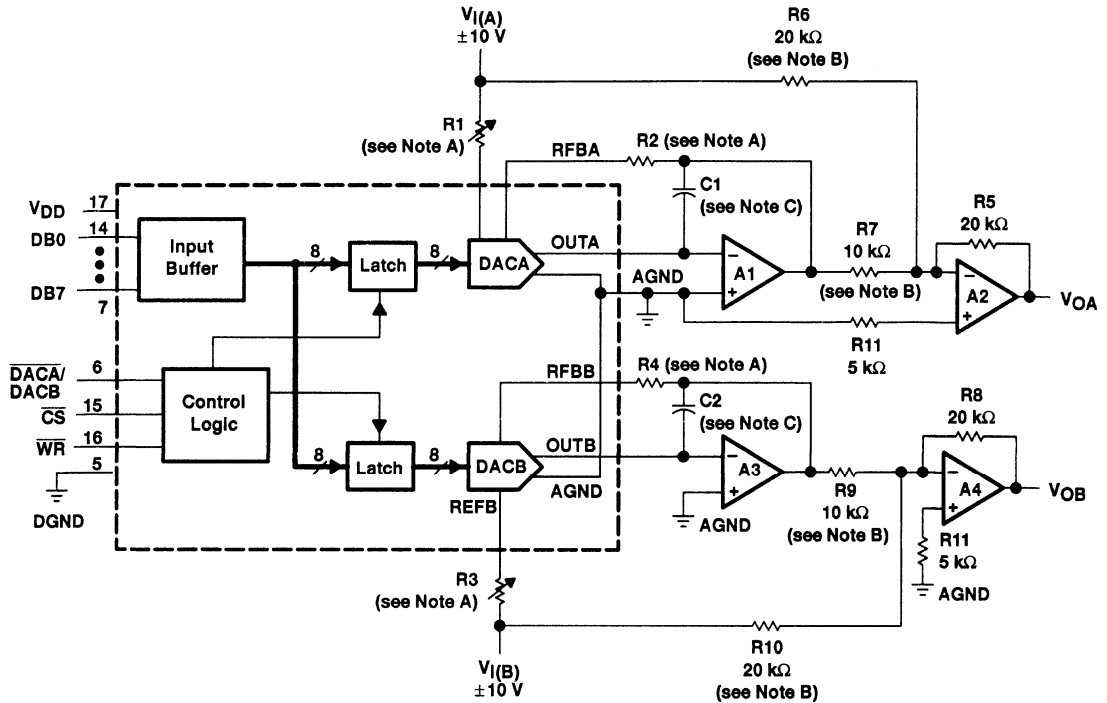 VI(A)
±10 V
R6
20 kΩ
(see Note B)
R1
(see Note A)
RFBA
R2 (see Note A)
C1
(see Note C)
R5
20 kΩ
VDD
17
DB0
14
DB7
7
Input
Buffer
8
Latch
8
DACA
OUTA
AGND
−
+
A1
R7
10 kΩ
(see Note B)
−
+
A2
VOA
R11
5 kΩ
DACA/
DACB
6
CS
15
WR
16
5
DGND
Control
Logic
RFBB
R4 (see Note A)
C2
(see Note C)
R8
20 kΩ
8
Latch
8
DACB
OUTB
AGND
REFB
−
+
A3
AGND
R9
10 kΩ
(see Note B)
−
+
A4
VOB
R11
5 kΩ
AGND
R3
(see Note A)
R10
20 kΩ
(see Note B)
VI(B)
±10 V